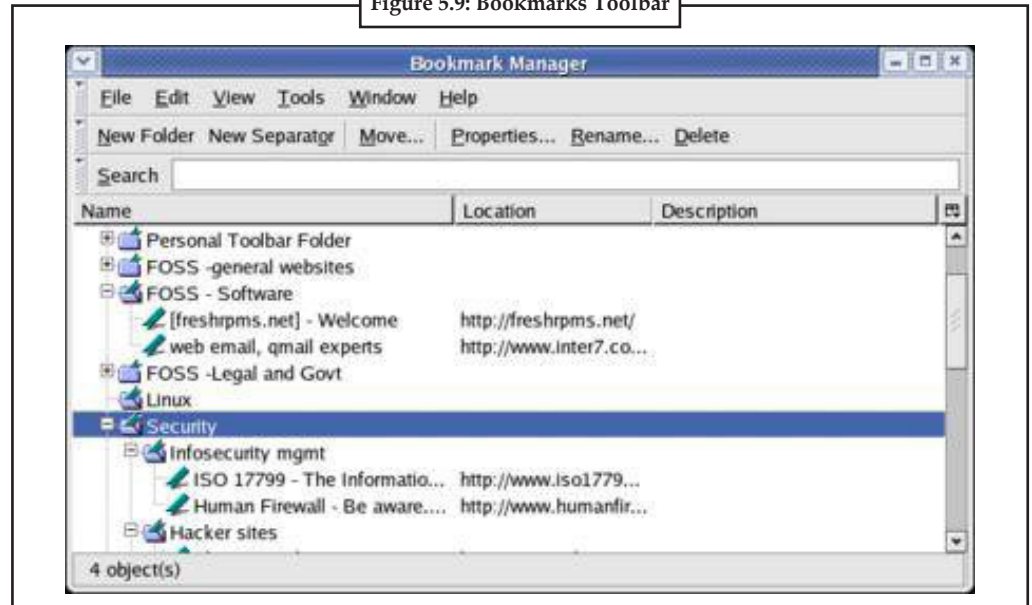 Figure 5.9: Bookmarks Toolbar
Bookmark Manager
File Edit View Tools Window Help
New Folder New Separator Move... Properties... Rename... Delete
Search
Name Location Description
Personal Toolbar Folder
FOSS -general websites
FOSS - Software
[freshrpms.net] - Welcome http://freshrpms.net/
web email, qmail experts http://www.inter7.co...
FOSS -Legal and Govt
Linux
Security
Infosecurity mgmt
ISO 17799 - The Informatio... http://www.iso1779...
Human Firewall - Be aware.... http://www.humanfir...
Hacker sites
4 object(s)